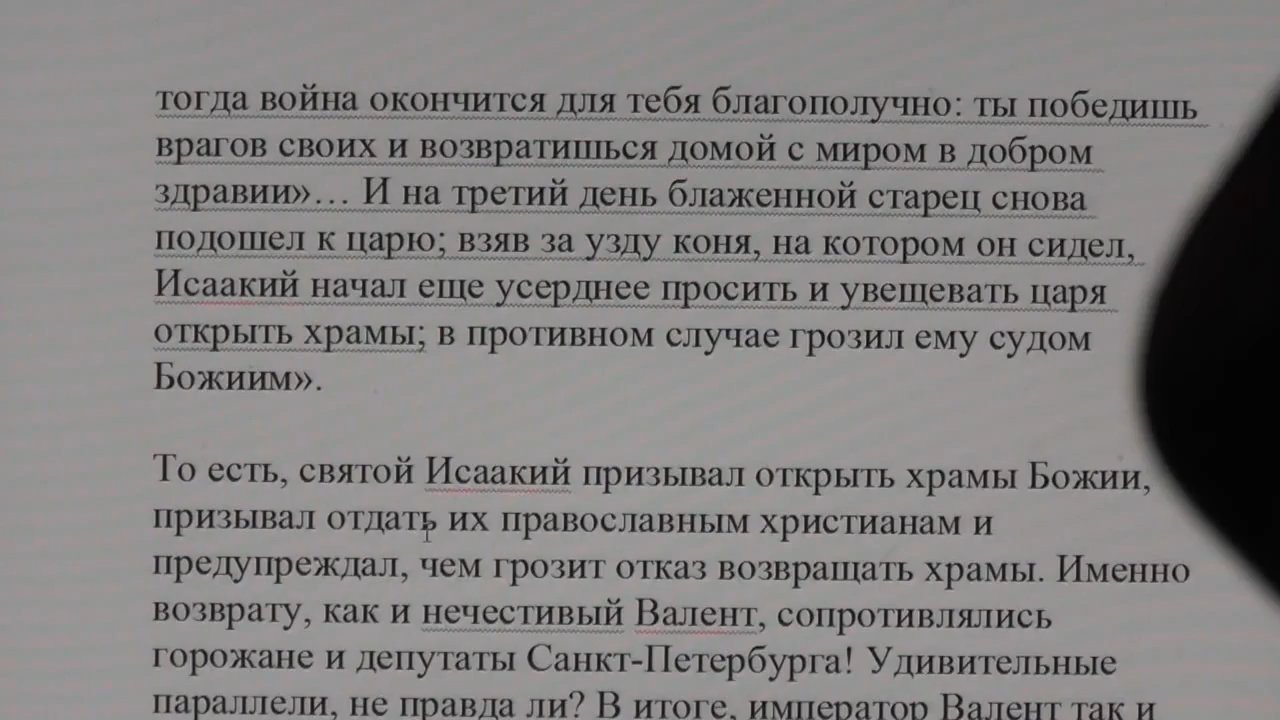 тогда война окончится для тебя благополучно: ты победишь
врагов своих и возвратишься домой с миром в добром
здравии»… И на третий день блаженной старец снова
подошел к царю; взяв за узду коня, на котором он сидел,
Исаакий начал еще усерднее просить и увещевать царя
открыть храмы; в противном случае грозил ему судом
Божиим».
То есть, святой Исаакий призывал открыть храмы Божии,
призывал отдать их православным христианам и
предупреждал, чем грозит отказ возвращать храмы. Именно
возврату, как и нечестивый Валент, сопротивлялись
горожане и депутаты Санкт-Петербурга! Удивительные
параллели, не правда ли? В итоге, император Валент так и